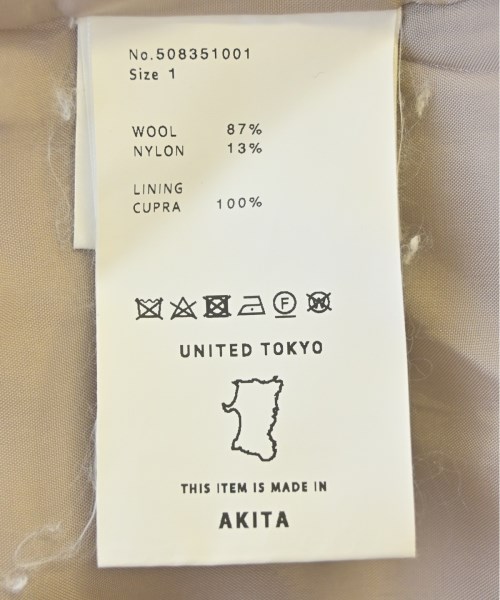 No.508351001
Size 1
WOOL 87%
NYLON 13%
LINING
CUPRA 100%
F W
UNITED TOKYO
THIS ITEM IS MADE IN
AKITA